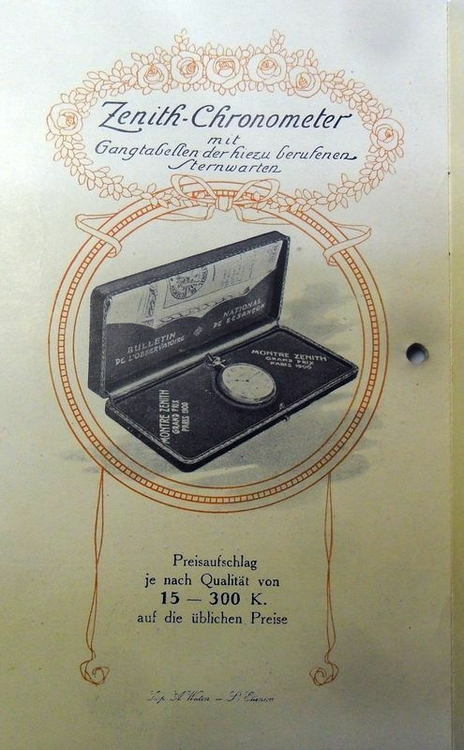 Zenith-Chronometer
mit
Gangtabellen der hiezu berufenen
Sternwarten
BULLETIN
DE L'OBSERVATOIRE
NATIONAL
DE BESANÇON
MONTRE ZENITH
GRAND PRIX
PARIS 1900
MONTRE ZENITH
GRAND PRIX
PARIS 1900
Preisaufschlag
je nach Qualität von
15 — 300 K.
auf die üblichen Preise